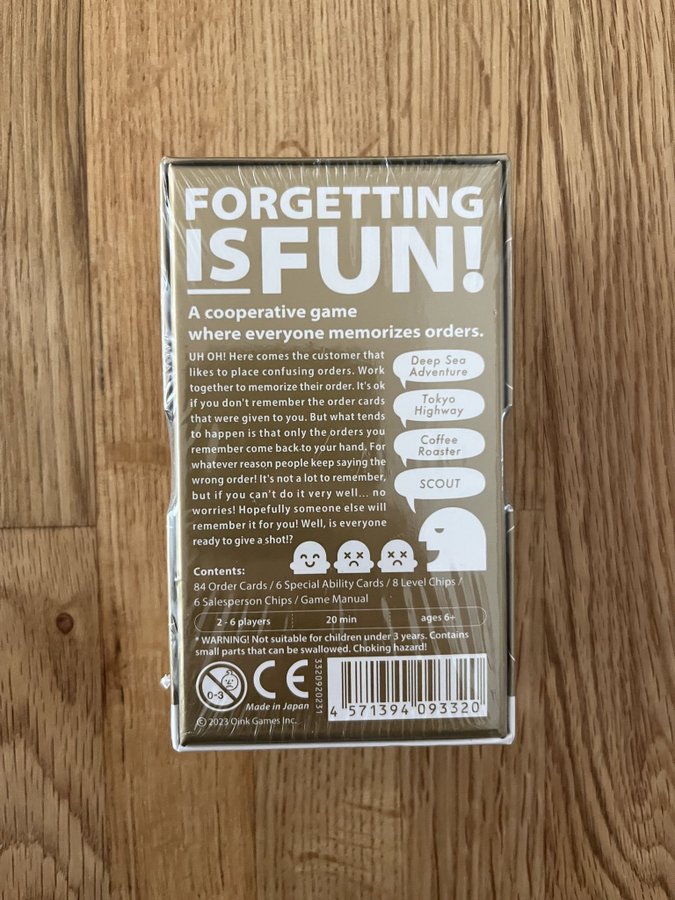 FORGETTING
IS FUN!
A cooperative game
where everyone memorizes orders.
UH OH! Here comes the customer that
likes to place confusing orders. Work
together to memorize their order. It's ok
if you don't remember the order cards
that were given to you. But what tends
to happen is that only the orders you
remember come back to your hand. For
whatever reason people keep saying the
wrong order! It's not a lot to remember,
but if you can't do it very well... no
worries! Hopefully someone else will
remember it for you! Well, is everyone
ready to give a shot!?
Deep Sea
Adventure
Tokyo
Highway
Coffee
Roaster
SCOUT
Contents:
84 Order Cards / 6 Special Ability Cards / 8 Level Chips /
6 Salesperson Chips / Game Manual
2 - 6 players 20 min ages 6+
* WARNING! Not suitable for children under 3 years. Contains
small parts that can be swallowed. Choking hazard!
0-3
CE
Made in Japan
3320920231
4 571394 093320
© 2023 Oink Games Inc.